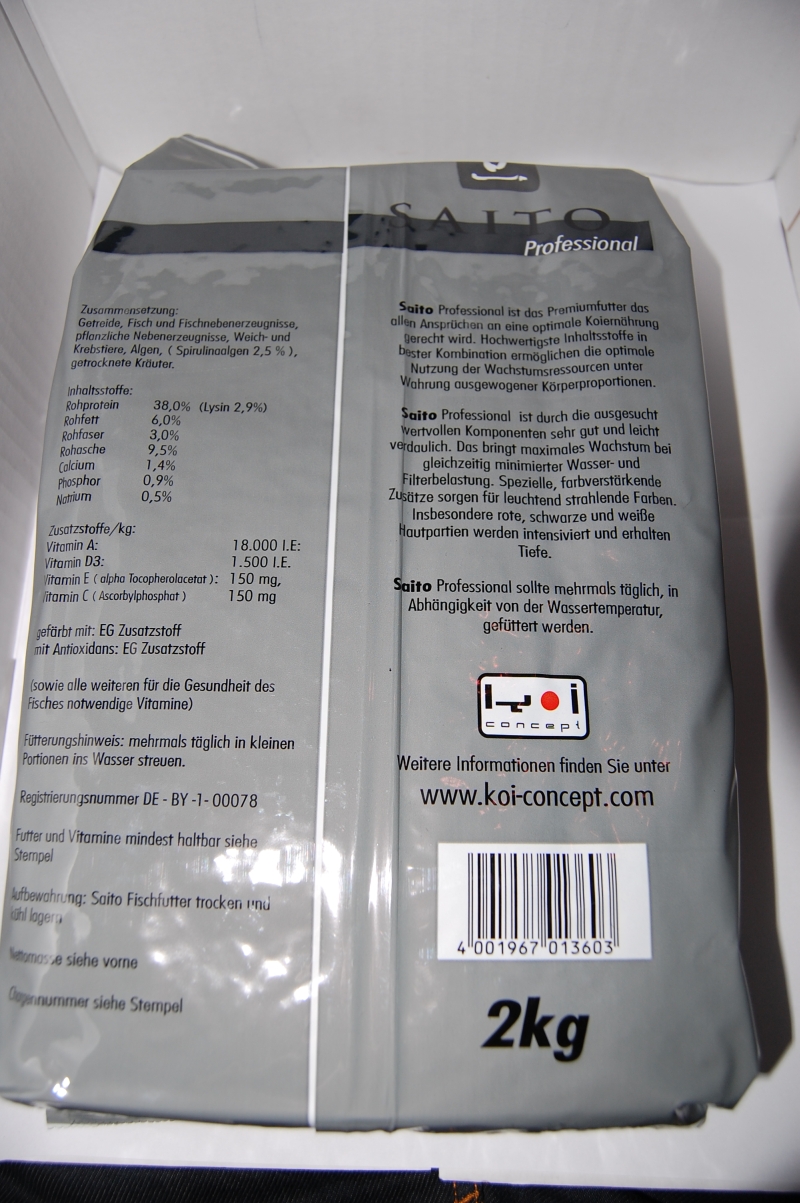 SAITO
Professional
Zusammensetzung:
Getreide, Fisch und Fischnebenerzeugnisse,
pflanzliche Nebenerzeugnisse, Weich- und
Krebstiere, Algen, ( Spirulinaalgen 2,5 % ),
getrocknete Kräuter.
Inhaltsstoffe:
Rohprotein 38,0% (Lysin 2,9%)
Rohfett 6,0%
Rohfaser 3,0%
Rohasche 9,5%
Calcium 1,4%
Phosphor 0,9%
Natrium 0,5%
Zusatzstoffe/kg:
Vitamin A: 18.000 I.E:
Vitamin D3: 1.500 I.E.
Vitamin E ( alpha Tocopherolacetat ): 150 mg,
Vitamin C ( Ascorbylphosphat ) 150 mg
gefärbt mit: EG Zusatzstoff
mit Antioxidans: EG Zusatzstoff
(sowie alle weiteren für die Gesundheit des
Fisches notwendige Vitamine)
Fütterungshinweis: mehrmals täglich in kleinen
Portionen ins Wasser streuen.
Registrierungsnummer DE - BY -1- 00078
Futter und Vitamine mindest haltbar siehe
Stempel
Aufbewahrung: Saito Fischfutter trocken und
kühl lagern
Nettomasse siehe vorne
Chargennummer siehe Stempel
Saito Professional ist das Premiumfutter das
allen Ansprüchen an eine optimale Koiernährung
gerecht wird. Hochwertigste Inhaltsstoffe in
bester Kombination ermöglichen die optimale
Nutzung der Wachstumsressourcen unter
Wahrung ausgewogener Körperproportionen.
Saito Professional ist durch die ausgesucht
wertvollen Komponenten sehr gut und leicht
verdaulich. Das bringt maximales Wachstum bei
gleichzeitig minimierter Wasser- und
Filterbelastung. Spezielle, farbverstärkende
Zusätze sorgen für leuchtend strahlende Farben.
Insbesondere rote, schwarze und weiße
Hautpartien werden intensiviert und erhalten
Tiefe.
Saito Professional sollte mehrmals täglich, in
Abhängigkeit von der Wassertemperatur,
gefüttert werden.
koi
concept
Weitere Informationen finden Sie unter
www.koi-concept.com
4 001967 013603
2kg